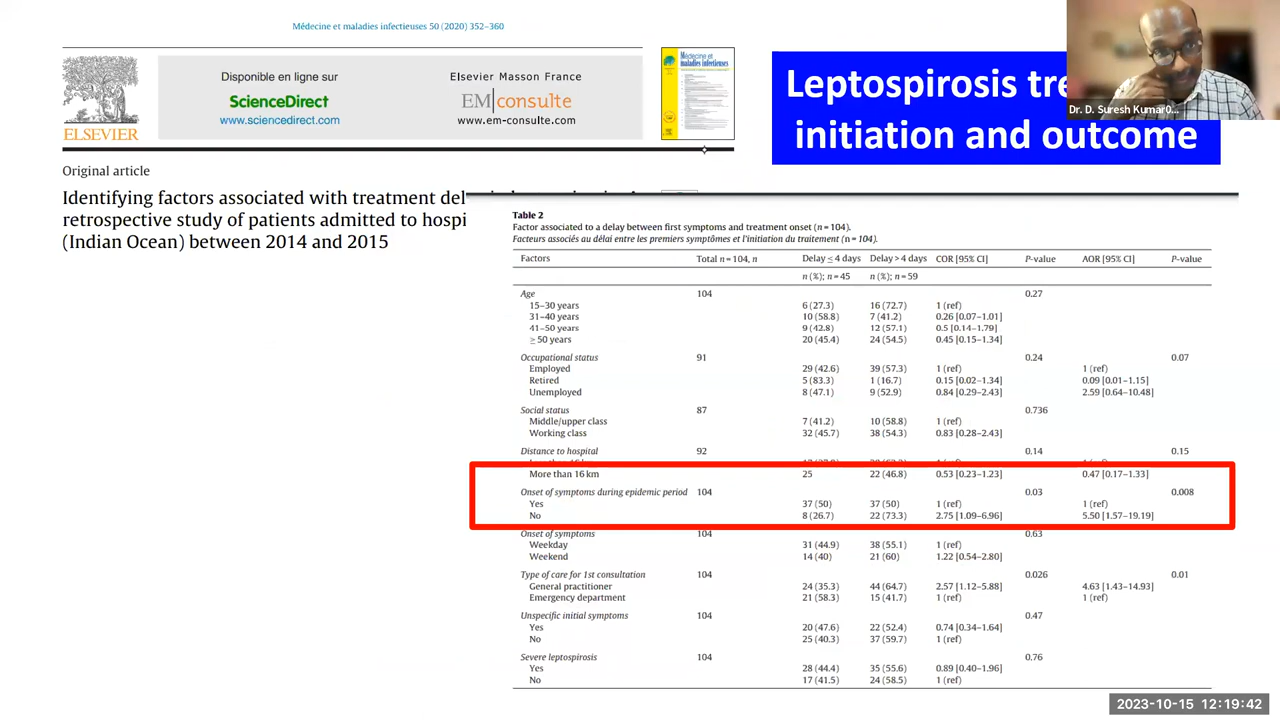 Médecine et maladies infectieuses 50 (2020) 352–360
ELSEVIER
Disponible en ligne sur
ScienceDirect
www.sciencedirect.com
Elsevier Masson France
EM|consulte
www.em-consulte.com
Médecine et
maladies infectieuses
Leptospirosis tre
initiation and outcome
Dr. D. Suresh Kumar0...
Original article
Identifying factors associated with treatment del
retrospective study of patients admitted to hospi
(Indian Ocean) between 2014 and 2015
Table 2
Factor associated to a delay between first symptoms and treatment onset (n = 104).
Facteurs associés au délai entre les premiers symptômes et l'initiation du traitement (n = 104).
Factors Total n = 104, n Delay ≤ 4 days Delay > 4 days COR [95% CI] P-value AOR [95% CI] P-value
n (%); n = 45 n (%); n = 59
Age 104 0.27
15–30 years 6 (27.3) 16 (72.7) 1 (ref)
31–40 years 10 (58.8) 7 (41.2) 0.26 [0.07–1.01]
41–50 years 9 (42.8) 12 (57.1) 0.5 [0.14–1.79]
≥ 50 years 20 (45.4) 24 (54.5) 0.45 [0.15–1.34]
Occupational status 91 0.24 0.07
Employed 29 (42.6) 39 (57.3) 1 (ref) 1 (ref)
Retired 5 (83.3) 1 (16.7) 0.15 [0.02–1.34] 0.09 [0.01–1.15]
Unemployed 8 (47.1) 9 (52.9) 0.84 [0.29–2.43] 2.59 [0.64–10.48]
Social status 87 0.736
Middle/upper class 7 (41.2) 10 (58.8) 1 (ref)
Working class 32 (45.7) 38 (54.3) 0.83 [0.28–2.43]
Distance to hospital 92 0.14 0.15
More than 16 km 25 22 (46.8) 0.53 [0.23–1.23] 0.47 [0.17–1.33]
Onset of symptoms during epidemic period 104 0.03 0.008
Yes 37 (50) 37 (50) 1 (ref) 1 (ref)
No 8 (26.7) 22 (73.3) 2.75 [1.09–6.96] 5.50 [1.57–19.19]
Onset of symptoms 104 0.63
Weekday 31 (44.9) 38 (55.1) 1 (ref)
Weekend 14 (40) 21 (60) 1.22 [0.54–2.80]
Type of care for 1st consultation 104 0.026 0.01
General practitioner 24 (35.3) 44 (64.7) 2.57 [1.12–5.88] 4.63 [1.43–14.93]
Emergency department 21 (58.3) 15 (41.7) 1 (ref) 1 (ref)
Unspecific initial symptoms 104 0.47
Yes 20 (47.6) 22 (52.4) 0.74 [0.34–1.64]
No 25 (40.3) 37 (59.7) 1 (ref)
Severe leptospirosis 104 0.76
Yes 28 (44.4) 35 (55.6) 0.89 [0.40–1.96]
No 17 (41.5) 24 (58.5) 1 (ref)
2023-10-15 12:19:42